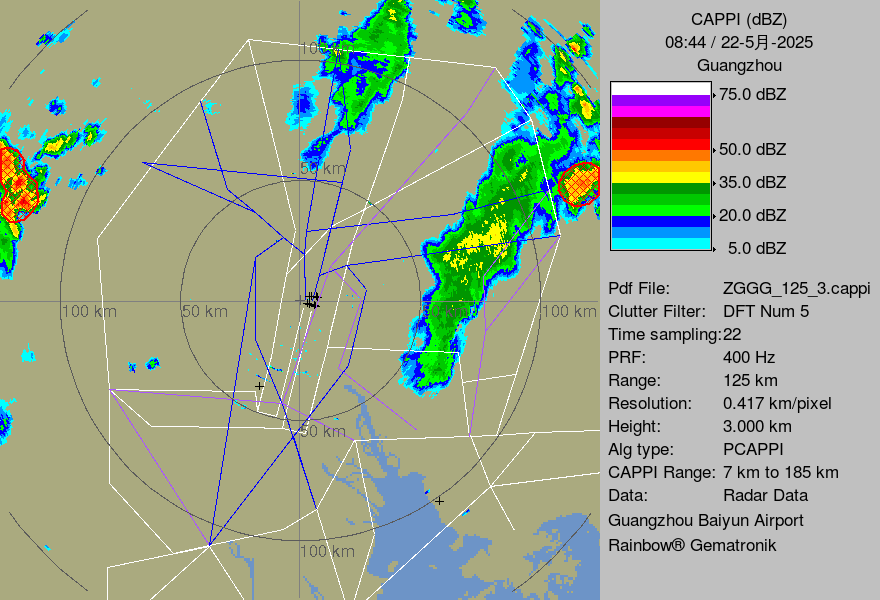 CAPPI (dBZ)
08:44 / 22-5月-2025
Guangzhou
75.0 dBZ
50.0 dBZ
35.0 dBZ
20.0 dBZ
5.0 dBZ
Pdf File: ZGGG_125_3.cappi
Clutter Filter: DFT Num 5
Time sampling:22
PRF: 400 Hz
Range: 125 km
Resolution: 0.417 km/pixel
Height: 3.000 km
Alg type: PCAPPI
CAPPI Range: 7 km to 185 km
Data: Radar Data
Guangzhou Baiyun Airport
Rainbow® Gematronik
100 km
50 km
100 km
50 km
100 km
50 km
100 km